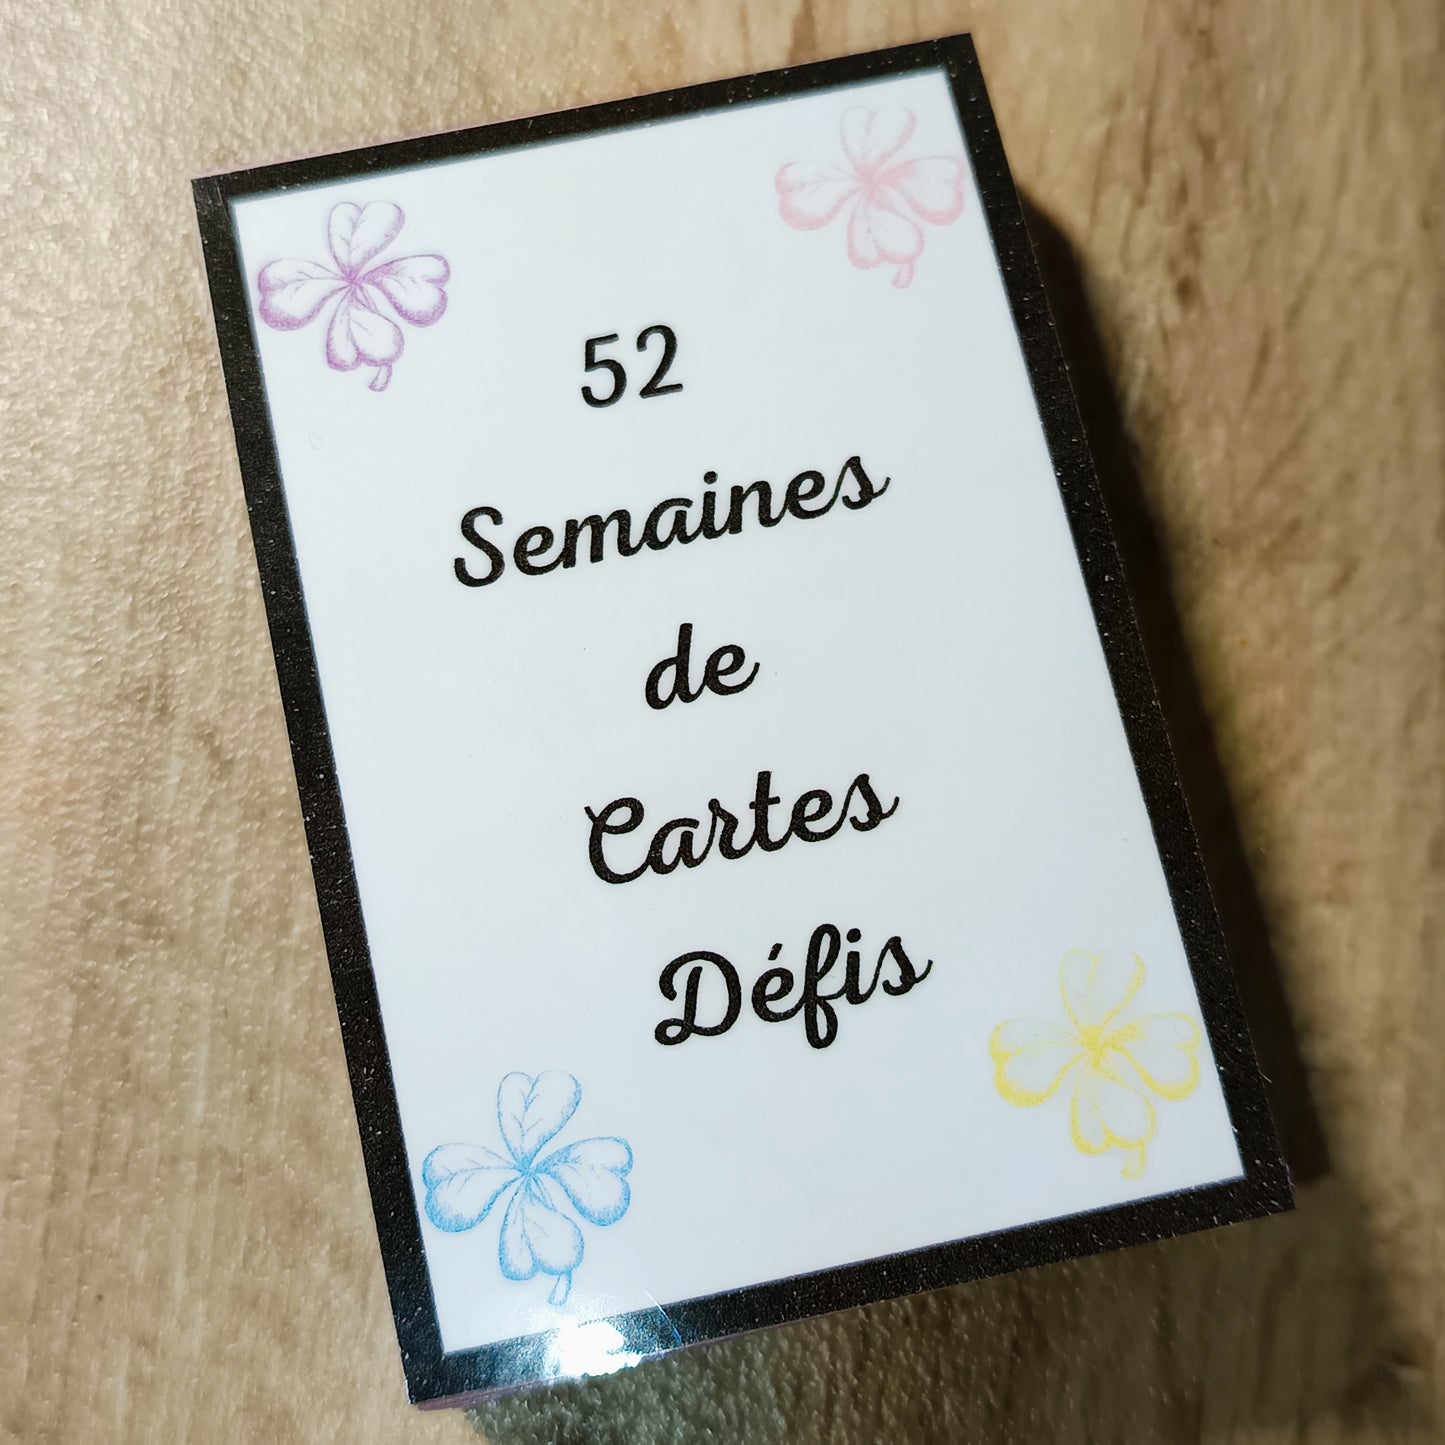 52
Semaines
de
Cartes
Défis